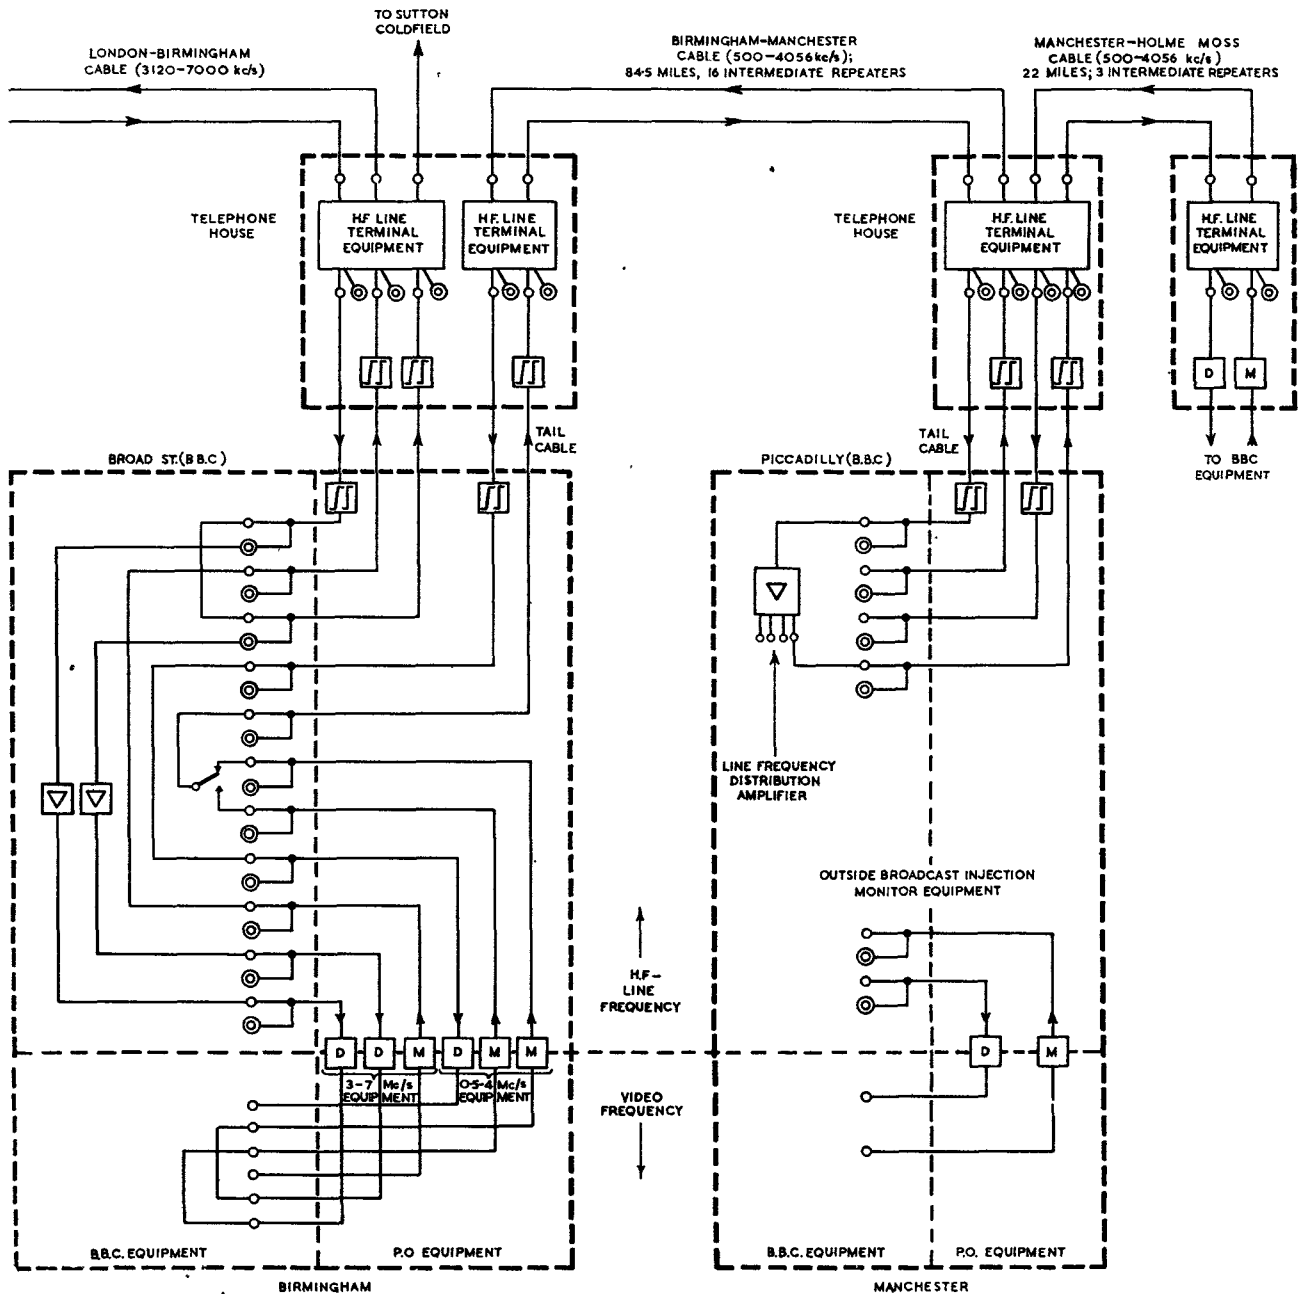 TO SUTTON
COLDFIELD
LONDON-BIRMINGHAM
CABLE (3120-7000 kc/s)
BIRMINGHAM-MANCHESTER
CABLE (500-4056kc/s);
84·5 MILES, 16 INTERMEDIATE REPEATERS
MANCHESTER-HOLME MOSS
CABLE (500-4056 kc/s)
22 MILES; 3 INTERMEDIATE REPEATERS
TELEPHONE
HOUSE
H.F. LINE
TERMINAL
EQUIPMENT
H.F. LINE
TERMINAL
EQUIPMENT
TELEPHONE
HOUSE
H.F. LINE
TERMINAL
EQUIPMENT
H.F. LINE
TERMINAL
EQUIPMENT
D
M
TAIL
CABLE
TAIL
CABLE
TO BBC
EQUIPMENT
BROAD ST.(B B.C)
PICCADILLY (B.B.C)
LINE FREQUENCY
DISTRIBUTION
AMPLIFIER
OUTSIDE BROADCAST INJECTION
MONITOR EQUIPMENT
H.F-
LINE
FREQUENCY
D
D
M
D
M
M
D
M
3-7 Mc/s
EQUIPMENT
0·5-4 Mc/s
EQUIPMENT
VIDEO
FREQUENCY
B.B.C. EQUIPMENT
P.O EQUIPMENT
B.B.C. EQUIPMENT
P.O. EQUIPMENT
BIRMINGHAM
MANCHESTER